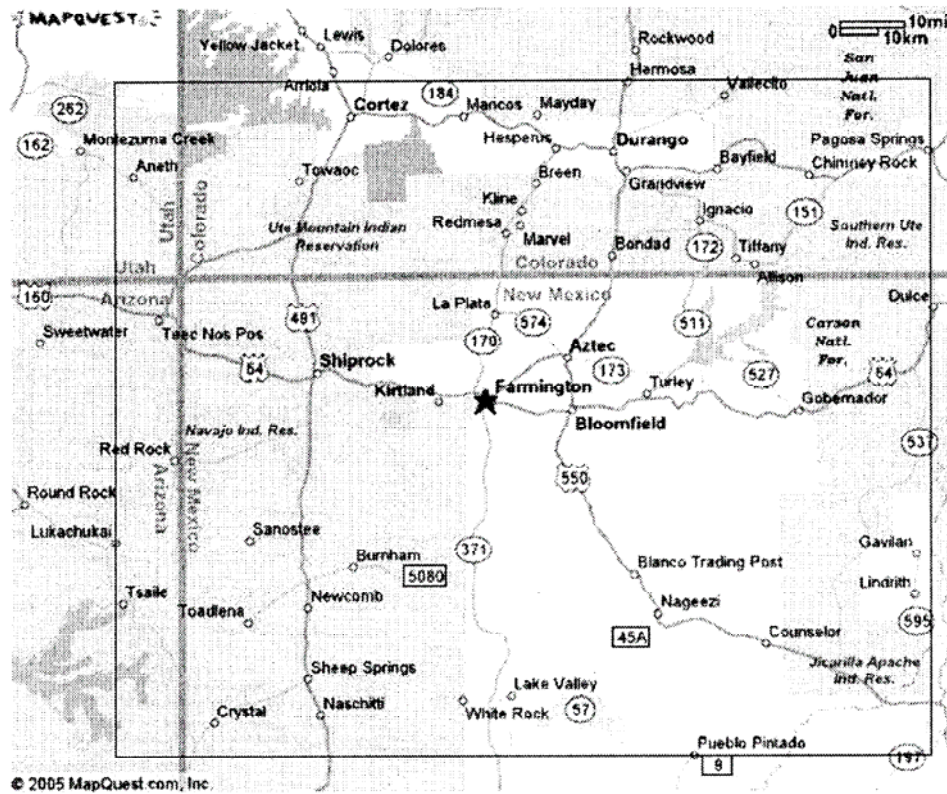 MAPQUEST
0 10mi
10km
Lewis
Yellow Jacket
Dolores
Rockwood
San Juan Natl. For.
Arriola
Hermosa
Vallecito
262
184
Cortez
Mancos
Mayday
162
Montezuma Creek
Hesperus
Durango
Pagosa Springs
Aneth
Towaoc
Breen
Bayfield
Chimney Rock
Grandview
Kline
Ignacio
151
Utah
Colorado
Redmesa
Marvel
Ute Mountain Indian Reservation
Southern Ute Ind. Res.
Bondad
172
Tiffany
Utah
Colorado
Allison
160
Arizona
New Mexico
La Plata
Dulce
Sweetwater
Teec Nos Pos
491
574
511
Carson Natl. For.
170
Aztec
64
Shiprock
173
527
64
Kirtland
Farmington
Turley
Gobernador
Bloomfield
Navajo Ind. Res.
Red Rock
537
Arizona
New Mexico
550
Round Rock
Lukachukai
Sanostee
Gavilan
Burnham
371
5080
Blanco Trading Post
Lindrith
Tsaile
Newcomb
Toadlena
Nageezi
595
45A
Counselor
Sheep Springs
Jicarilla Apache Ind. Res.
Lake Valley
Crystal
Naschitti
White Rock
57
Pueblo Pintado
9
197
© 2005 MapQuest.com, Inc.